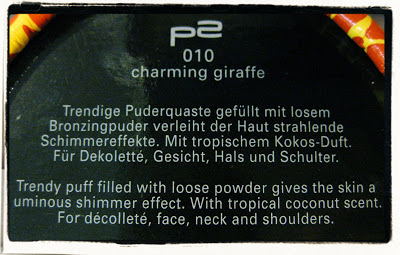 p2
010
charming giraffe
Trendige Puderquaste gefüllt mit losem
Bronzingpuder verleiht der Haut strahlende
Schimmereffekte. Mit tropischem Kokos-Duft.
Für Dekoletté, Gesicht, Hals und Schulter.
Trendy puff filled with loose powder gives the skin a
uminous shimmer effect. With tropical coconut scent.
For décolleté, face, neck and shoulders.